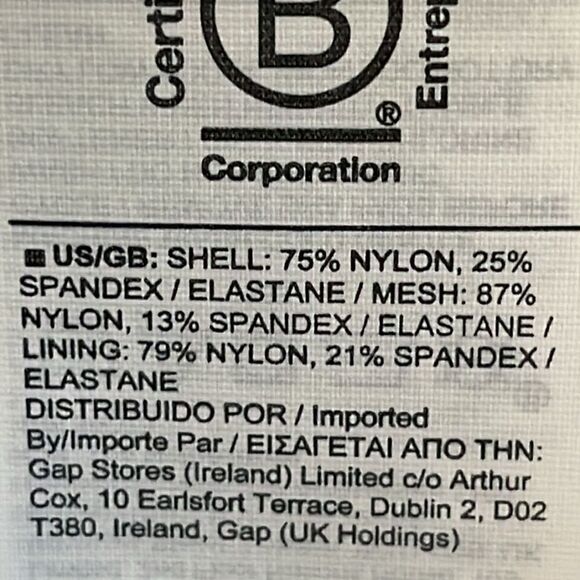 Certi
B
Entrep
®
Corporation
US/GB: SHELL: 75% NYLON, 25%
SPANDEX / ELASTANE / MESH: 87%
NYLON, 13% SPANDEX / ELASTANE /
LINING: 79% NYLON, 21% SPANDEX /
ELASTANE
DISTRIBUIDO POR / Imported
By/Importe Par / ΕΙΣΑΓΕΤΑΙ ΑΠΟ ΤΗΝ:
Gap Stores (Ireland) Limited c/o Arthur
Cox, 10 Earlsfort Terrace, Dublin 2, D02
T380, Ireland, Gap (UK Holdings)